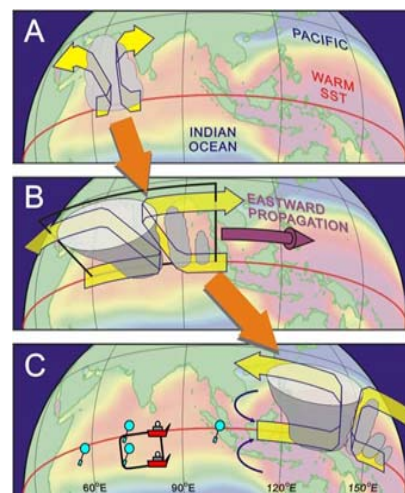 A
PACIFIC
WARM
SST
INDIAN
OCEAN
B
EASTWARD
PROPAGATION
C
60°E
90°E
120°E
150°E